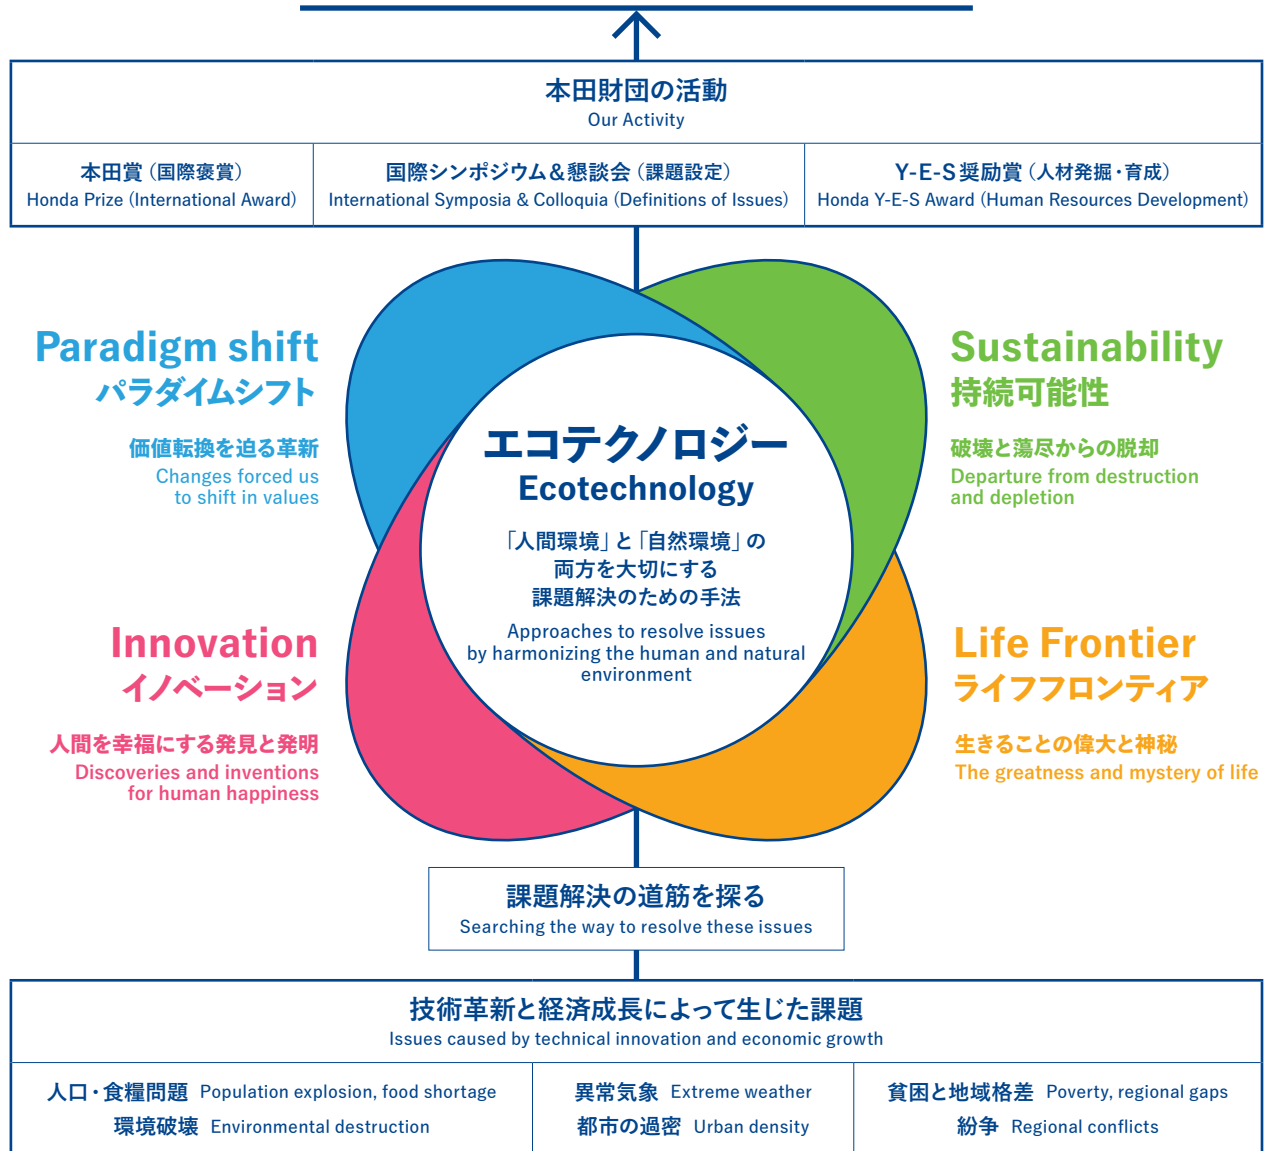 本田財団の活動
Our Activity
本田賞（国際褒賞）
Honda Prize (International Award)
国際シンポジウム＆懇談会（課題設定）
International Symposia & Colloquia (Definitions of Issues)
Y-E-S奨励賞（人材発掘・育成）
Honda Y-E-S Award (Human Resources Development)
Paradigm shift
パラダイムシフト
価値転換を迫る革新
Changes forced us
to shift in values
Sustainability
持続可能性
破壊と蕩尽からの脱却
Departure from destruction
and depletion
エコテクノロジー
Ecotechnology
「人間環境」と「自然環境」の
両方を大切にする
課題解決のための手法
Approaches to resolve issues
by harmonizing the human and natural
environment
Innovation
イノベーション
人間を幸福にする発見と発明
Discoveries and inventions
for human happiness
Life Frontier
ライフフロンティア
生きることの偉大と神秘
The greatness and mystery of life
課題解決の道筋を探る
Searching the way to resolve these issues
技術革新と経済成長によって生じた課題
Issues caused by technical innovation and economic growth
人口・食糧問題 Population explosion, food shortage
環境破壊 Environmental destruction
異常気象 Extreme weather
都市の過密 Urban density
貧困と地域格差 Poverty, regional gaps
紛争 Regional conflicts